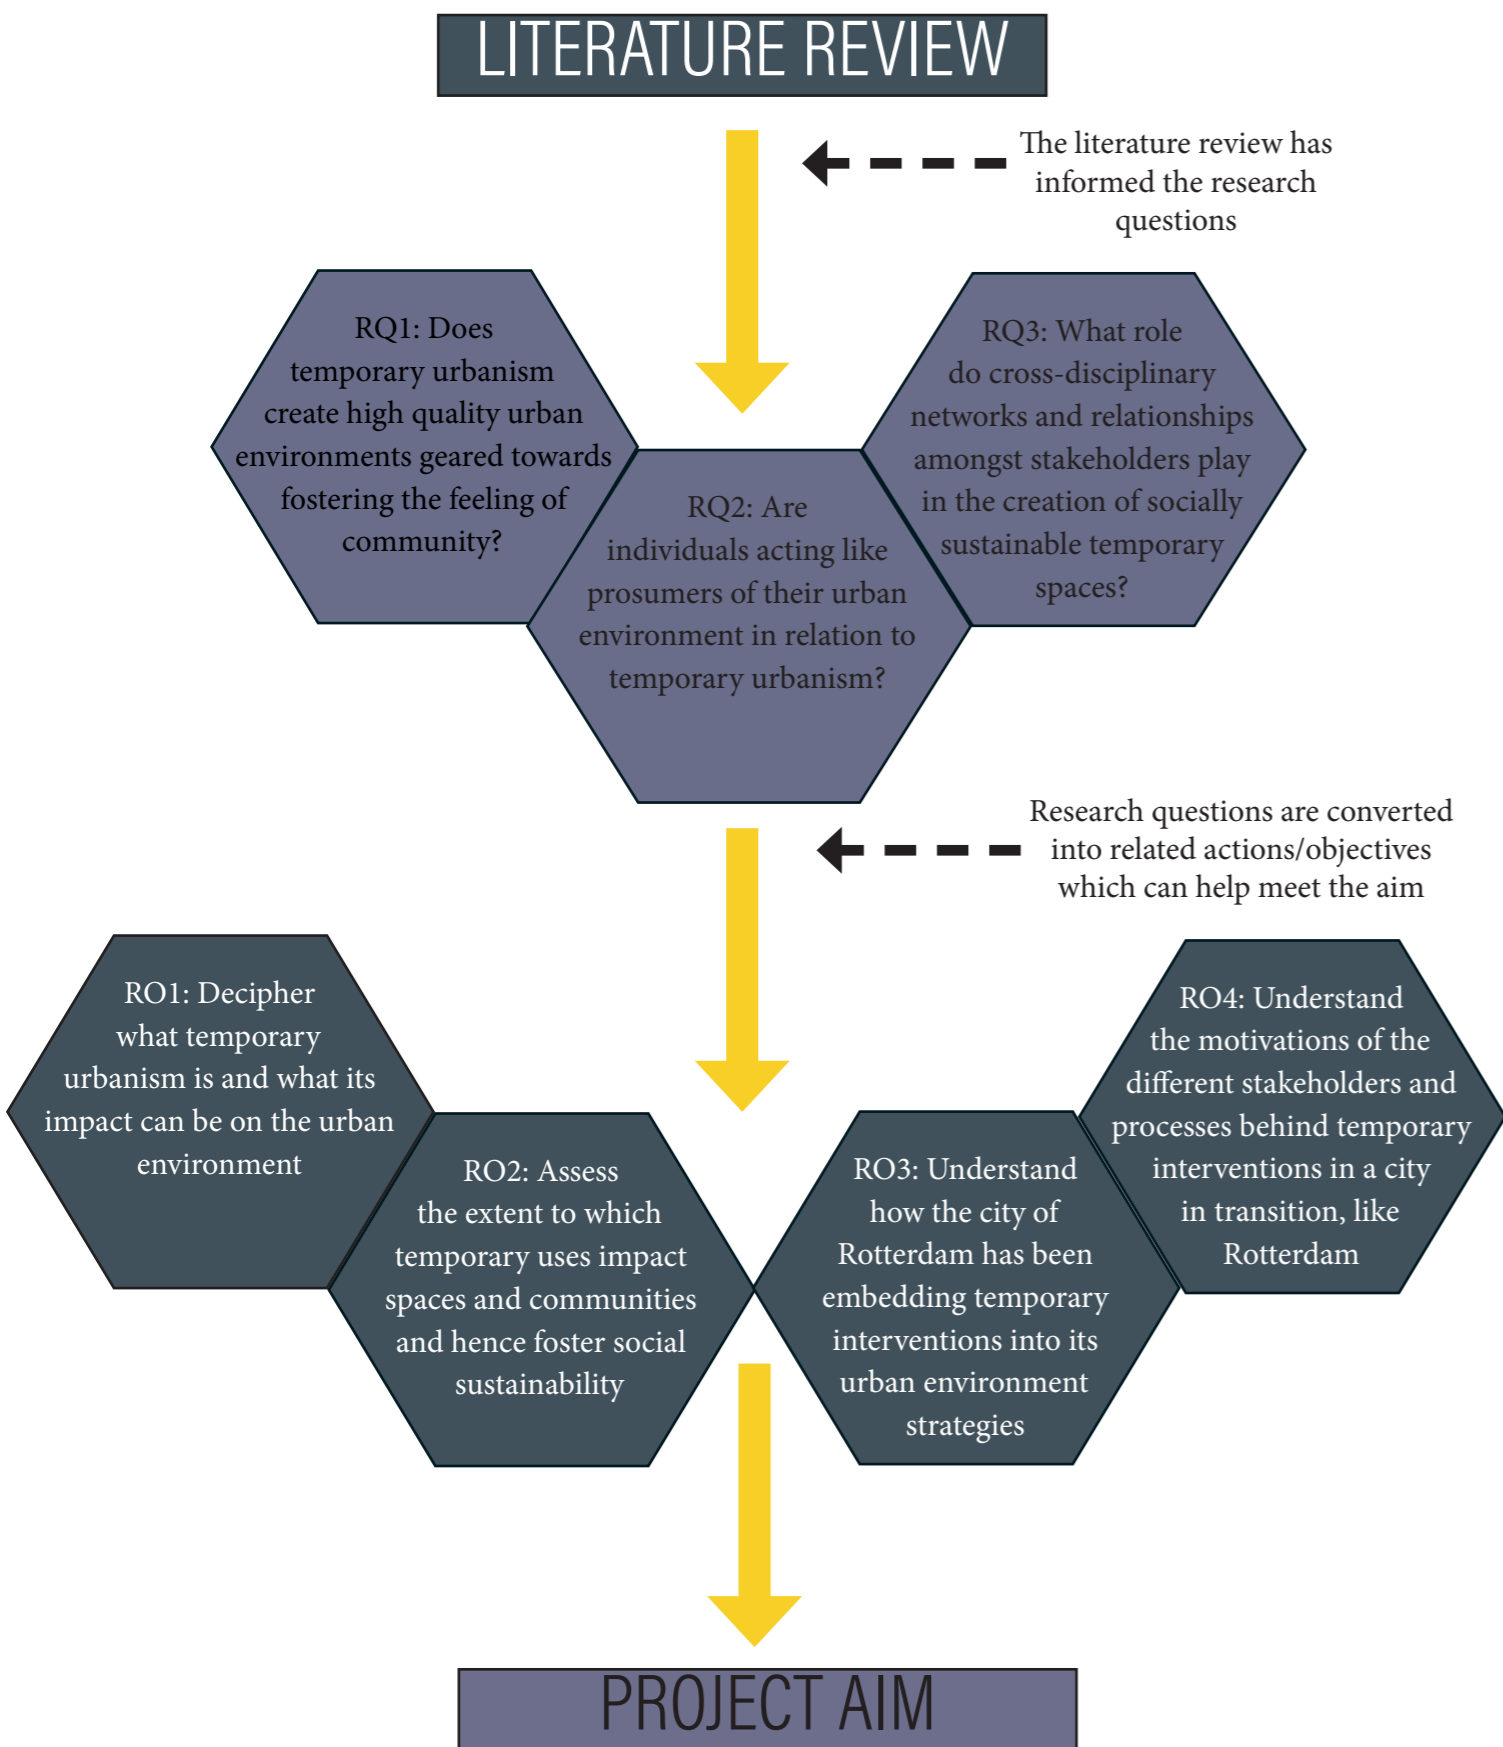 LITERATURE REVIEW
The literature review has
informed the research
questions
RQ1: Does
temporary urbanism
create high quality urban
environments geared towards
fostering the feeling of
community?
RQ2: Are
individuals acting like
prosumers of their urban
environment in relation to
temporary urbanism?
RQ3: What role
do cross-disciplinary
networks and relationships
amongst stakeholders play
in the creation of socially
sustainable temporary
spaces?
Research questions are converted
into related actions/objectives
which can help meet the aim
RO1: Decipher
what temporary
urbanism is and what its
impact can be on the urban
environment
RO2: Assess
the extent to which
temporary uses impact
spaces and communities
and hence foster social
sustainability
RO3: Understand
how the city of
Rotterdam has been
embedding temporary
interventions into its
urban environment
strategies
RO4: Understand
the motivations of the
different stakeholders and
processes behind temporary
interventions in a city
in transition, like
Rotterdam
PROJECT AIM